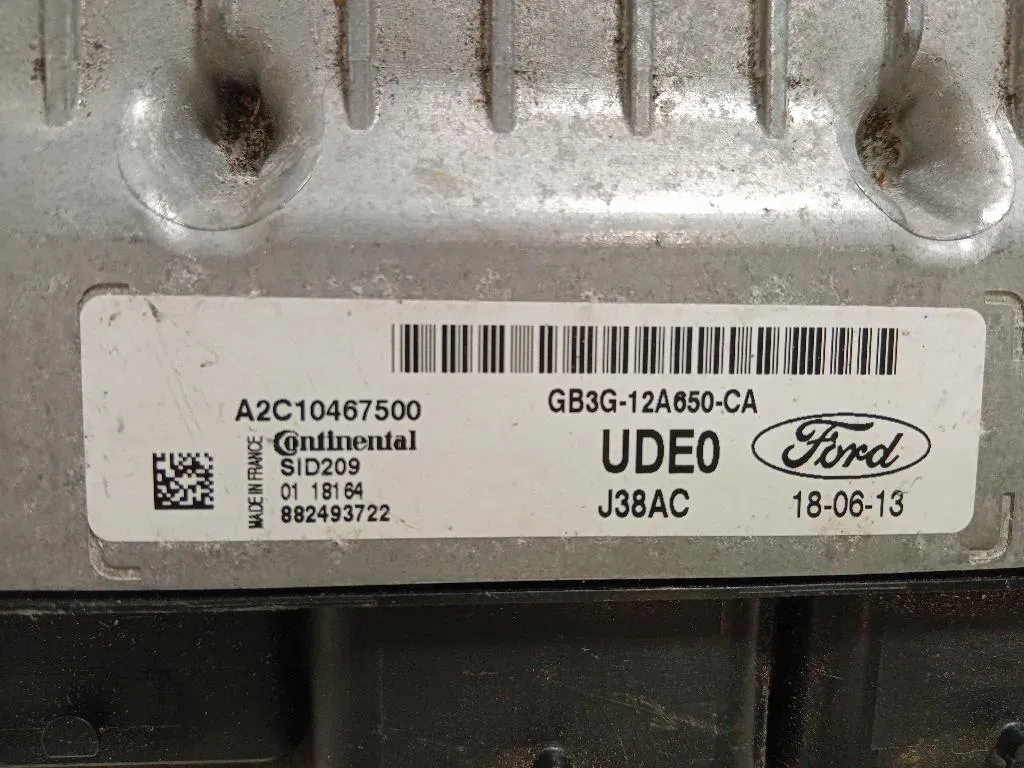 A2C10467500
Continental
SID209
01 18164
882493722
MADE IN FRANCE
GB3G-12A650-CA
UDE0
Ford
J38AC
18-06-13